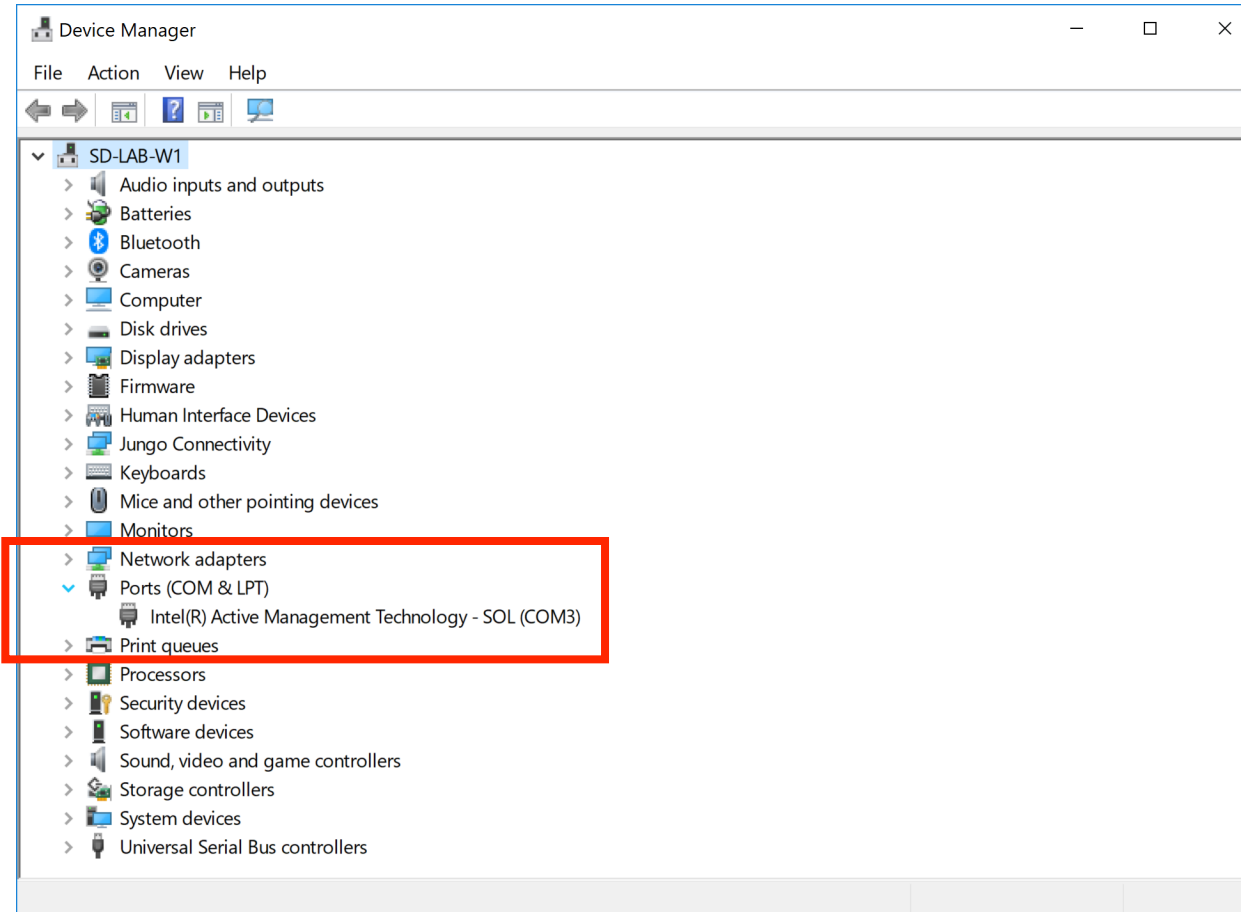 Device Manager
File Action View Help
SD-LAB-W1
Audio inputs and outputs
Batteries
Bluetooth
Cameras
Computer
Disk drives
Display adapters
Firmware
Human Interface Devices
Jungo Connectivity
Keyboards
Mice and other pointing devices
Monitors
Network adapters
Ports (COM & LPT)
Intel(R) Active Management Technology - SOL (COM3)
Print queues
Processors
Security devices
Software devices
Sound, video and game controllers
Storage controllers
System devices
Universal Serial Bus controllers